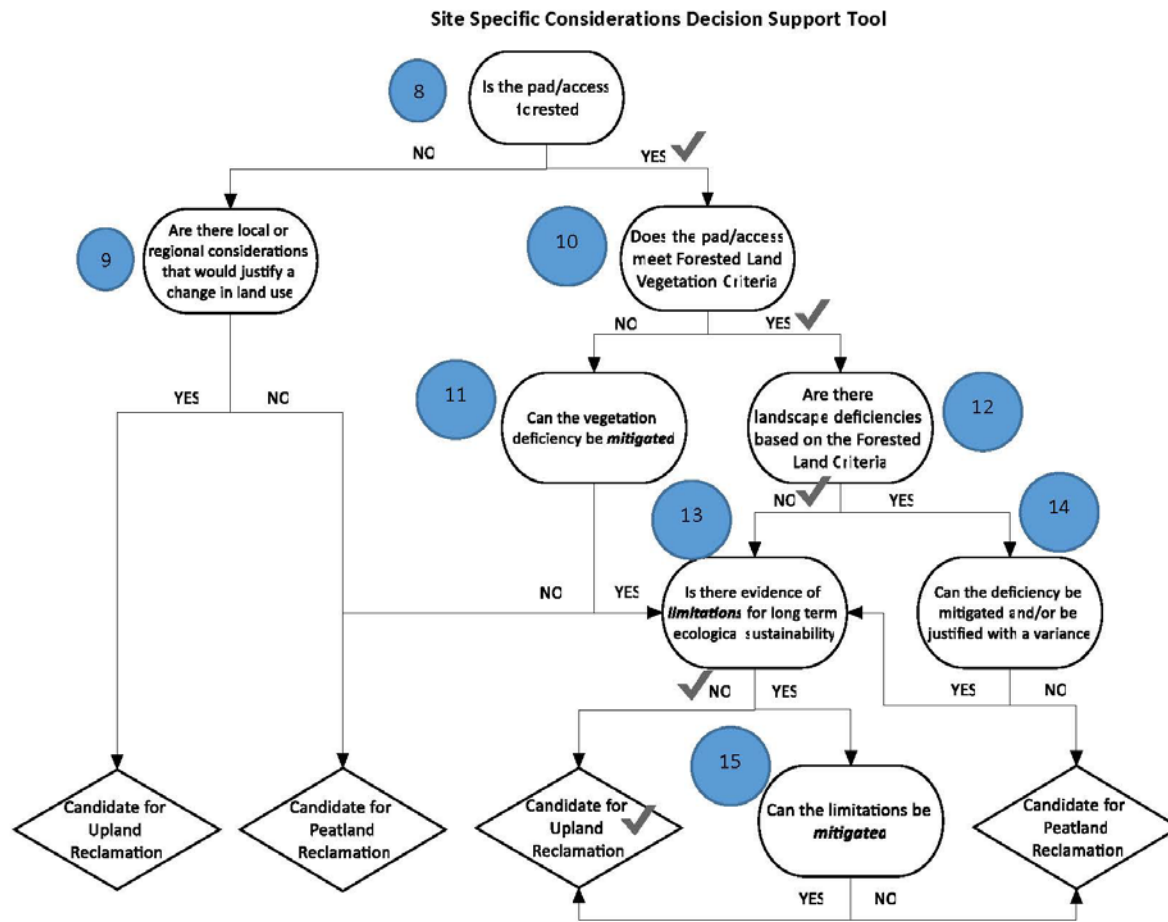 Site Specific Considerations Decision Support Tool
8
Is the pad/access
forested
NO
YES
9
Are there local or
regional considerations
that would justify a
change in land use
10
Does the pad/access
meet Forested Land
Vegetation Criteria
NO
YES
YES
NO
11
Can the vegetation
deficiency be mitigated
Are there
landscape deficiencies
based on the Forested
Land Criteria
12
NO
YES
13
14
NO
YES
Is there evidence of
limitations for long term
ecological sustainability
Can the deficiency be
mitigated and/or be
justified with a variance
NO
YES
YES
NO
15
Candidate for
Upland
Reclamation
Candidate for
Peatland
Reclamation
Candidate for
Upland
Reclamation
Can the limitations be
mitigated
Candidate for
Peatland
Reclamation
YES
NO